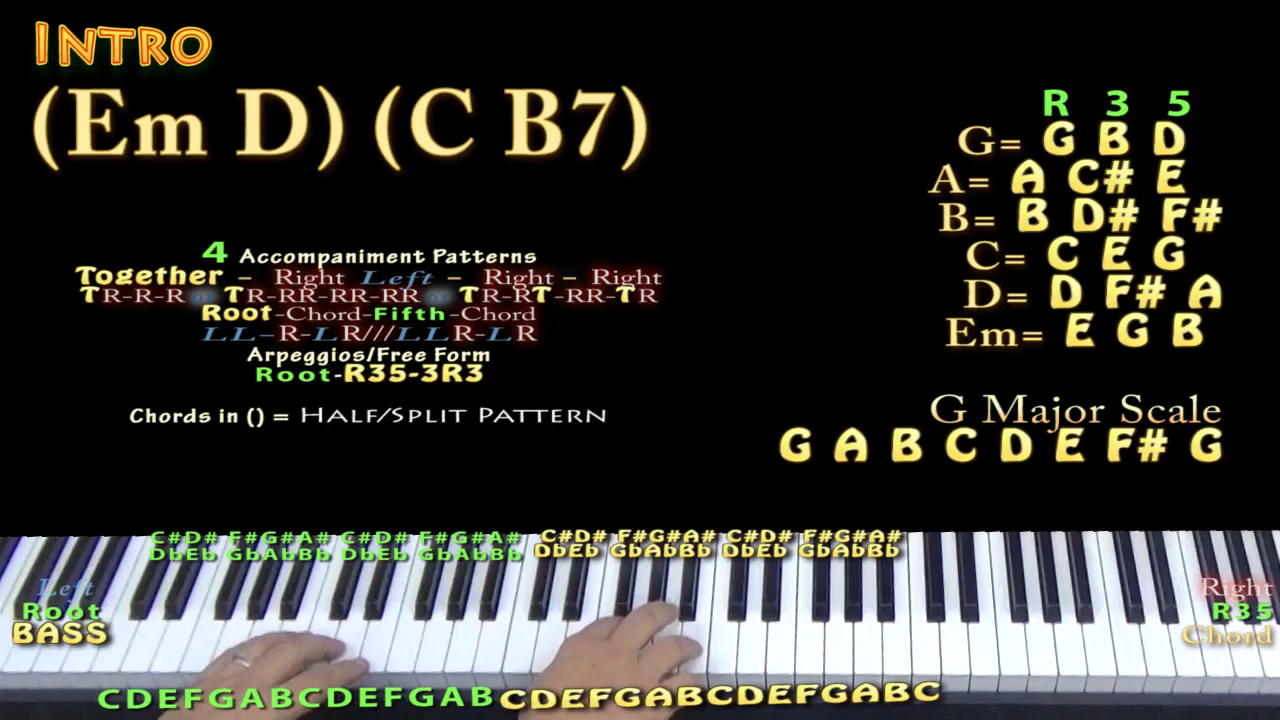 INTRO
(Em D) (C B7)
R 3 5
G= G B D
A= A C# E
B= B D# F#
C= C E G
D= D F# A
Em= E G B
4 Accompaniment Patterns
Together – Right Left – Right – Right
TR-R-R or TR-RR-RR-RR or TR-RT-RR-TR
Root-Chord-Fifth-Chord
LL-R-LR///LLR-LR
Arpeggios/Free Form
Root-R35-3R3
Chords in () = Half/Split Pattern
G Major Scale
G A B C D E F# G
C#D# F#G#A# C#D# F#G#A# C#D# F#G#A# C#D# F#G#A#
DbEb GbAbBb DbEb GbAbBb DbEb GbAbBb DbEb GbAbBb
Left
Root
BASS
Right
R35
Chord
CDEFGABCDEFGABCDEFGABCDEFGABC